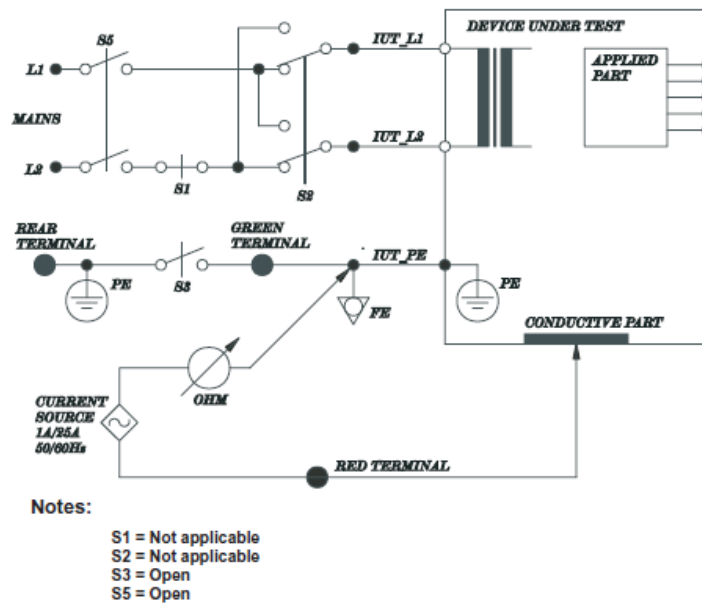 S5
IUT_L1
DEVICE UNDER TEST
L1
APPLIED
PART
MAINS
IUT_L2
L2
S1
S2
REAR
TERMINAL
GREEN
TERMINAL
IUT_PE
PE
S3
FE
PE
CONDUCTIVE PART
OHM
CURRENT
SOURCE
1A/25A
50/60Hz
RED TERMINAL
Notes:
S1 = Not applicable
S2 = Not applicable
S3 = Open
S5 = Open